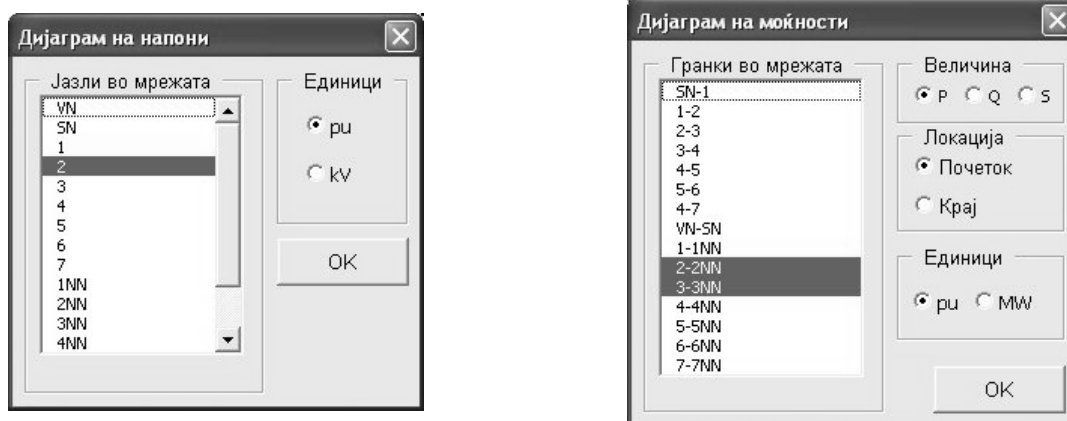 Дијаграм на напони
Јазли во мрежата
VN
SN
1
2
3
4
5
6
7
1NN
2NN
3NN
4NN
Единици
pu
kV
OK
Дијаграм на моќности
Гранки во мрежата
SN-1
1-2
2-3
3-4
4-5
5-6
4-7
VN-SN
1-1NN
2-2NN
3-3NN
4-4NN
5-5NN
6-6NN
7-7NN
Величина
P Q S
Локација
Почеток
Крај
Единици
pu MW
OK